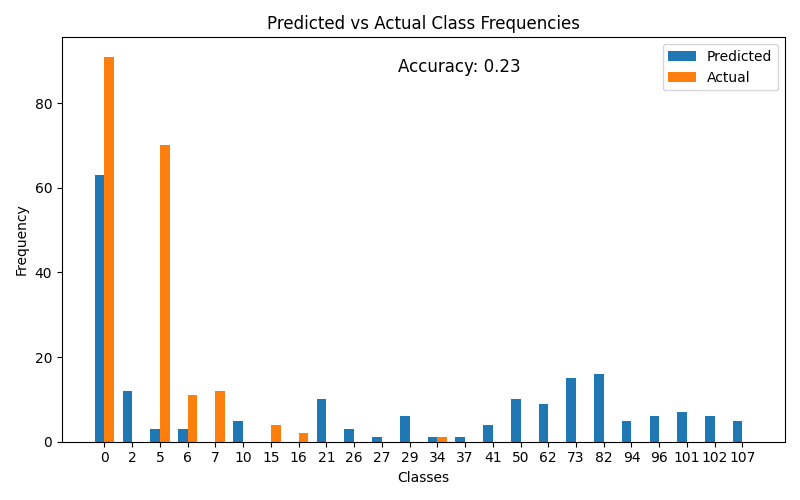 Predicted vs Actual Class Frequencies
Accuracy: 0.23
Predicted
Actual
Frequency
80
60
40
20
0
0 2 5 6 7 10 15 16 21 26 27 29 34 37 41 50 62 73 82 94 96 101 102 107
Classes